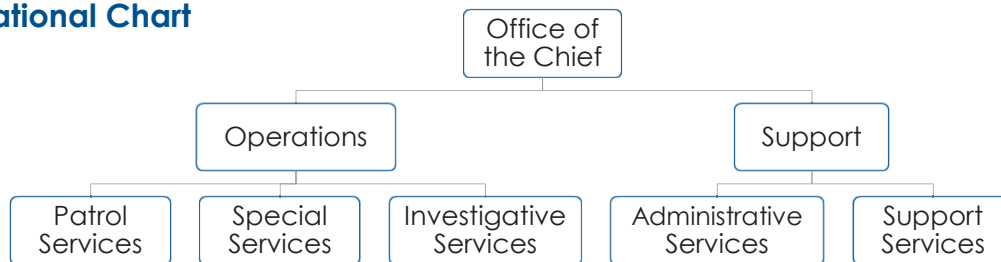 ational Chart
Office of
the Chief
Operations
Support
Patrol
Services
Special
Services
Investigative
Services
Administrative
Services
Support
Services